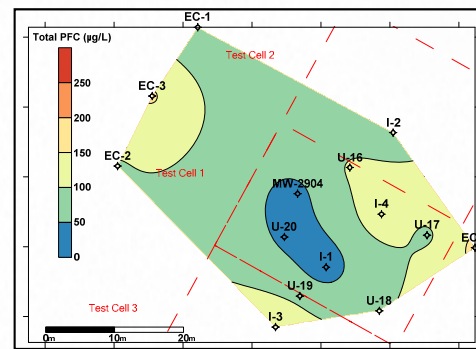 EC-1
Total PFC (µg/L)
Test Cell 2
250
200
150
100
50
0
EC-3
I-2
EC-2
U-16
Test Cell 1
MW-2904
I-4
U-20
U-17
EC
I-1
U-19
U-18
Test Cell 3
I-3
0m 10m 20m